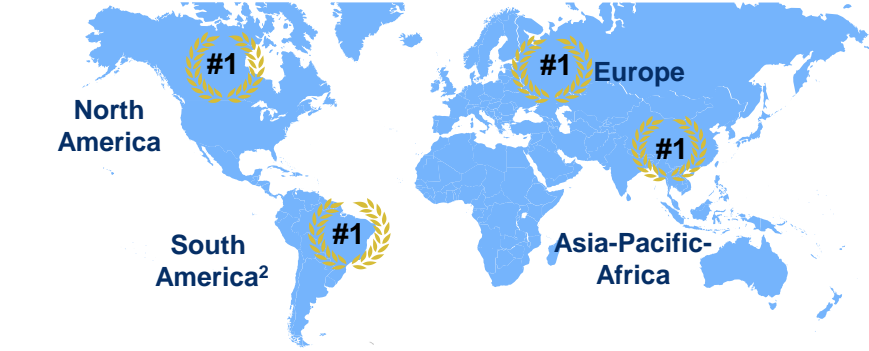 #1
North
America
#1
Europe
#1
South
America²
#1
Asia-Pacific-
Africa